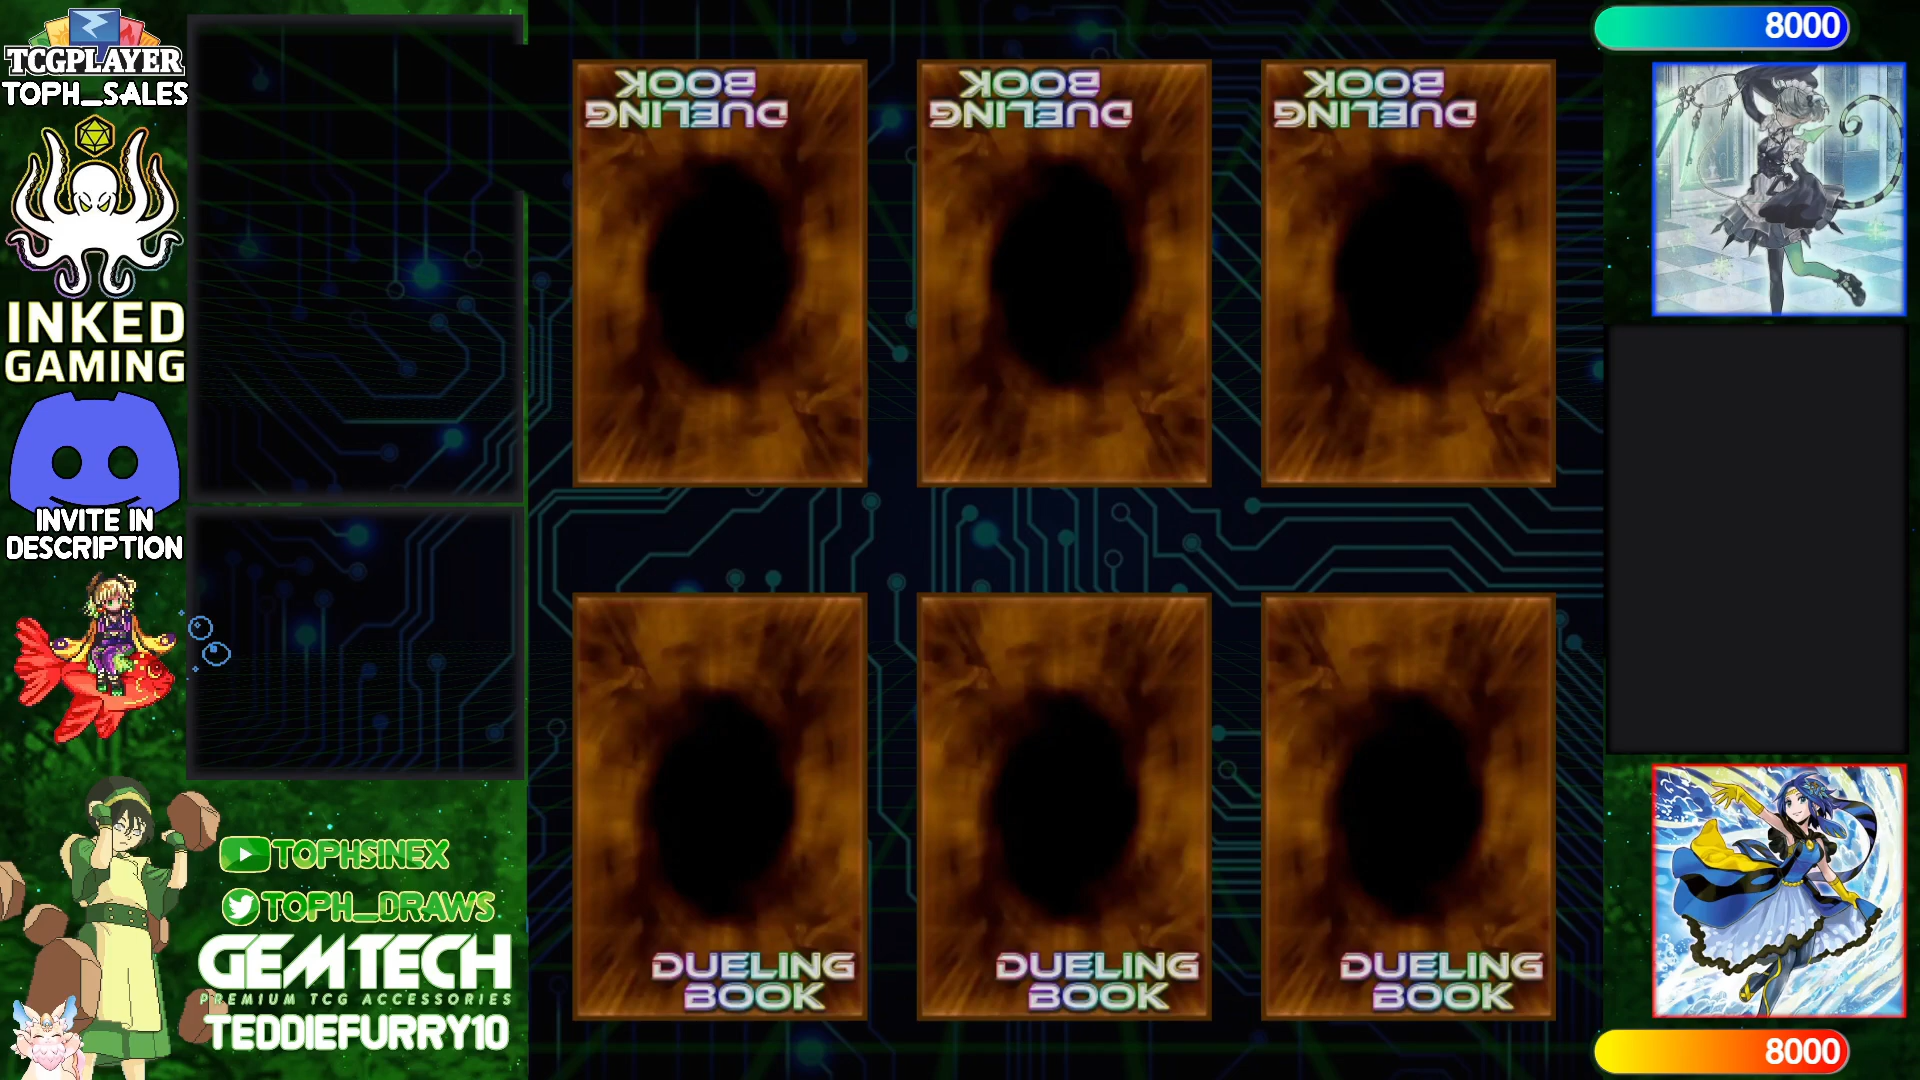 TCGPLAYER
TOPH_SALES
INKED
GAMING
INVITE IN
DESCRIPTION
TOPHSINEX
TOPH_DRAWS
GEMTECH
PREMIUM TCG ACCESSORIES
TEDDIEFURRY10
DUELING
BOOK
DUELING
BOOK
DUELING
BOOK
DUELING
BOOK
DUELING
BOOK
DUELING
BOOK
8000
8000